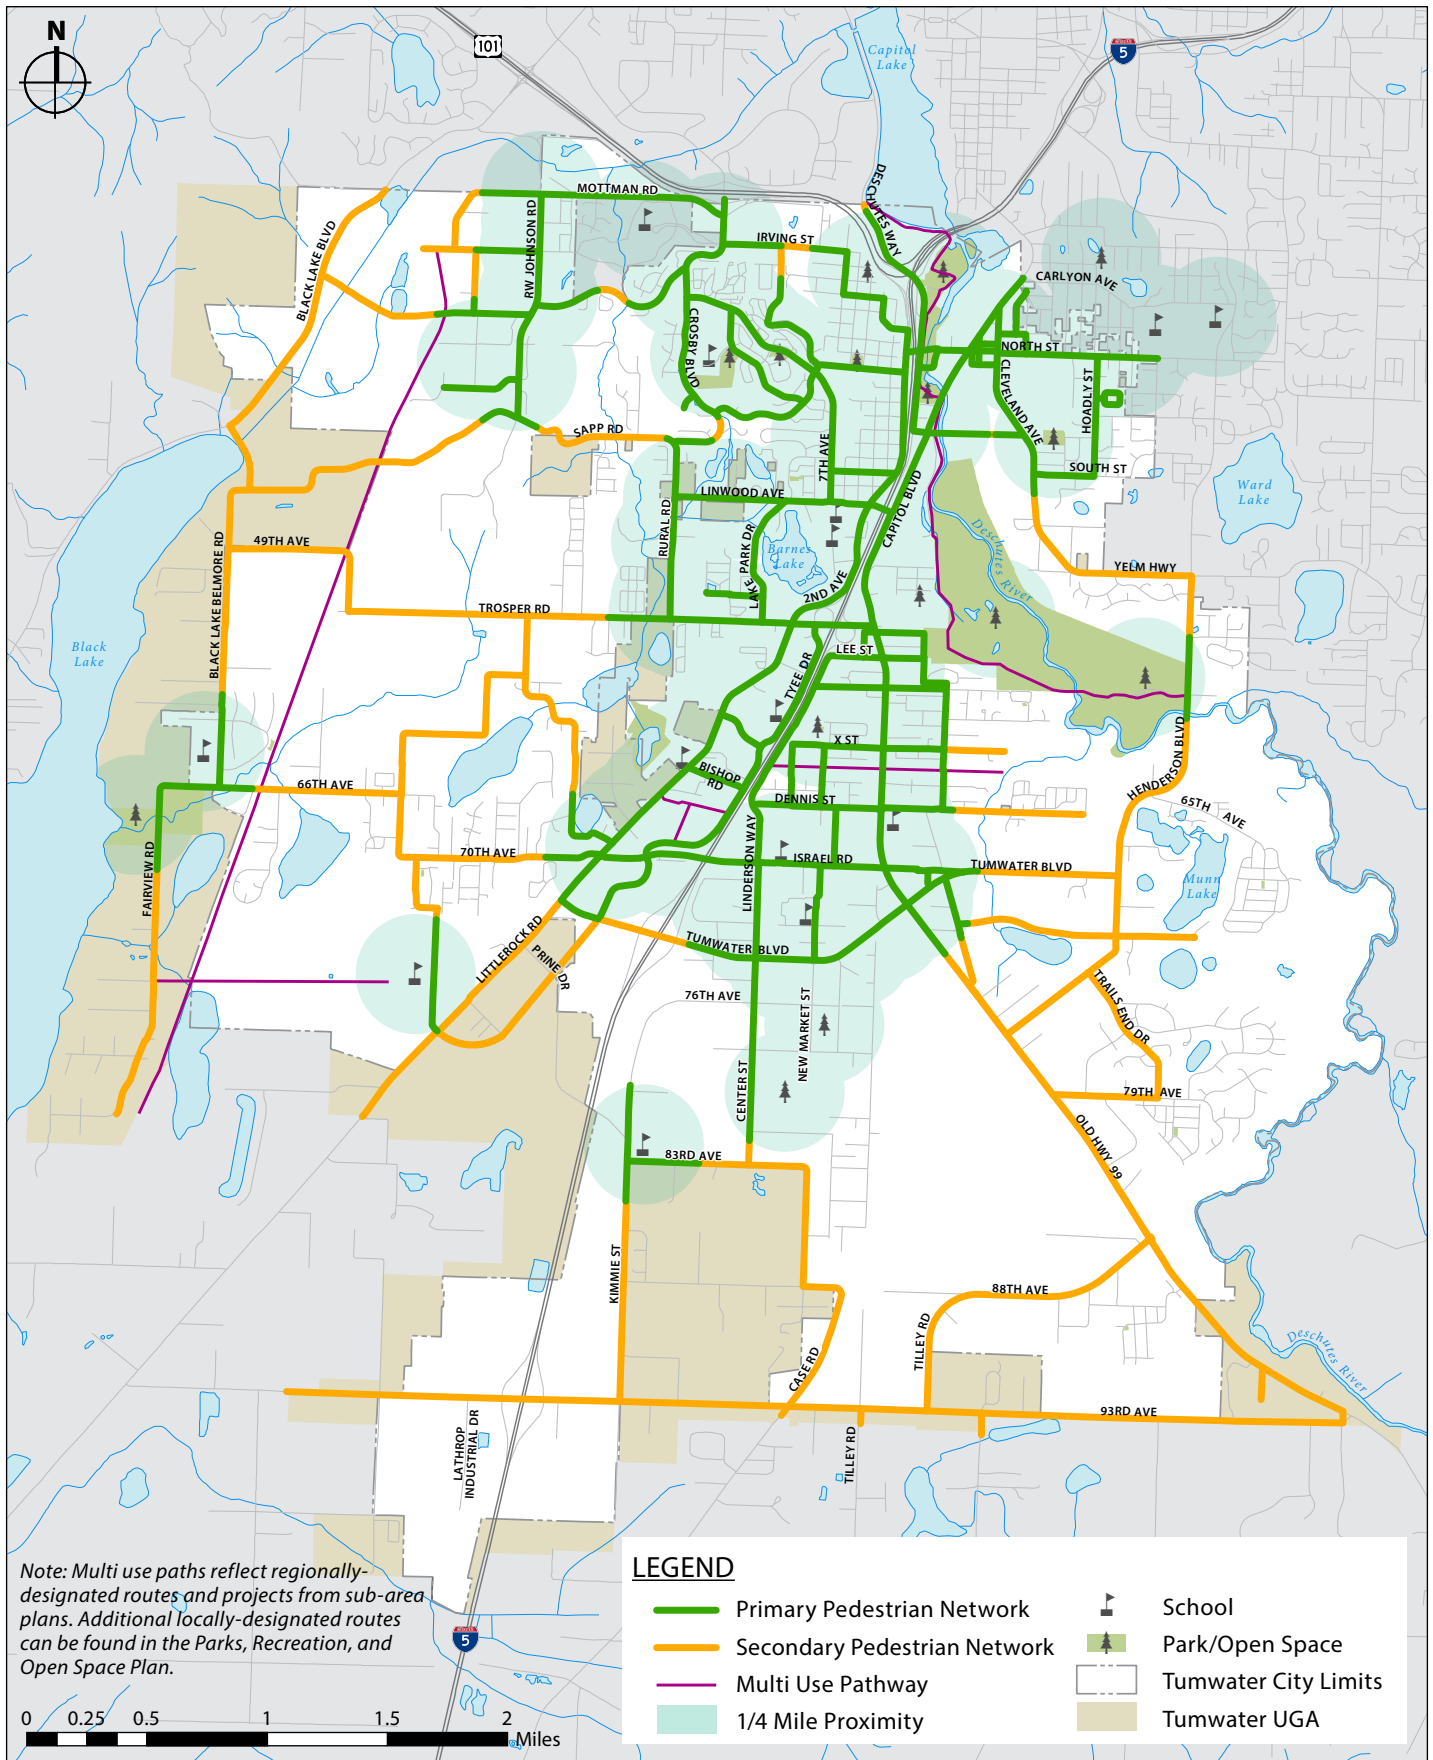 N
101
5
Capitol
Lake
DESCHUTES WAY
MOTTMAN RD
RW JOHNSON RD
IRVING ST
BLACK LAKE BLVD
CARLYON AVE
CROSBY BLVD
NORTH ST
CLEVELAND AVE
HOADLY ST
SAPP RD
7TH AVE
SOUTH ST
LINWOOD AVE
CAPITOL BLVD
Ward
Lake
RURAL RD
LAKE PARK DR
Barnes
Lake
Deschutes
River
49TH AVE
BLACK LAKE BELMORE RD
2ND AVE
YELM HWY
TROSPER RD
Black
Lake
LEE ST
TYEE DR
X ST
BISHOP
RD
HENDERSON BLVD
66TH AVE
DENNIS ST
65TH AVE
LINDERSON WAY
70TH AVE
ISRAEL RD
TUMWATER BLVD
Munn
Lake
FAIRVIEW RD
LITTLEROCK RD
PRINE DR
TUMWATER BLVD
76TH AVE
NEW MARKET ST
TRAILS END DR
CENTER ST
79TH AVE
OLD HWY 99
83RD AVE
KIMMIE ST
88TH AVE
TILLEY RD
CASE RD
Deschutes
River
93RD AVE
LATHROP
INDUSTRIAL DR
TILLEY RD
5
Note: Multi use paths reflect regionally-
designated routes and projects from sub-area
plans. Additional locally-designated routes
can be found in the Parks, Recreation, and
Open Space Plan.
0 0.25 0.5 1 1.5 2
Miles
LEGEND
Primary Pedestrian Network
Secondary Pedestrian Network
Multi Use Pathway
1/4 Mile Proximity
School
Park/Open Space
Tumwater City Limits
Tumwater UGA